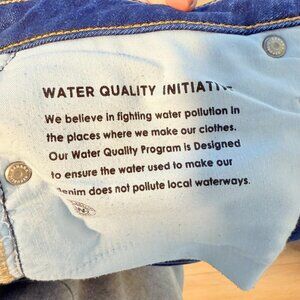 WATER QUALITY INITIATI
We believe in fighting water pollution in
the places where we make our clothes.
Our Water Quality Program is Designed
to ensure the water used to make our
denim does not pollute local waterways.